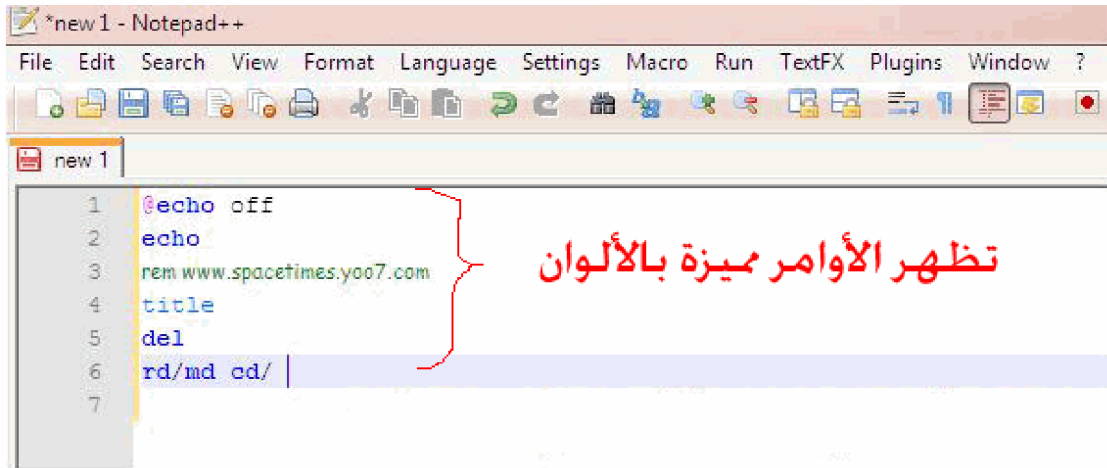 *new 1 - Notepad++
File Edit Search View Format Language Settings Macro Run TextFX Plugins Window ?
new 1
1 @echo off
2 echo
3 rem www.spacetimes.yoo7.com
4 title
5 del
6 rd/md cd/
7
تظهر الأوامر مميزة بالألوان